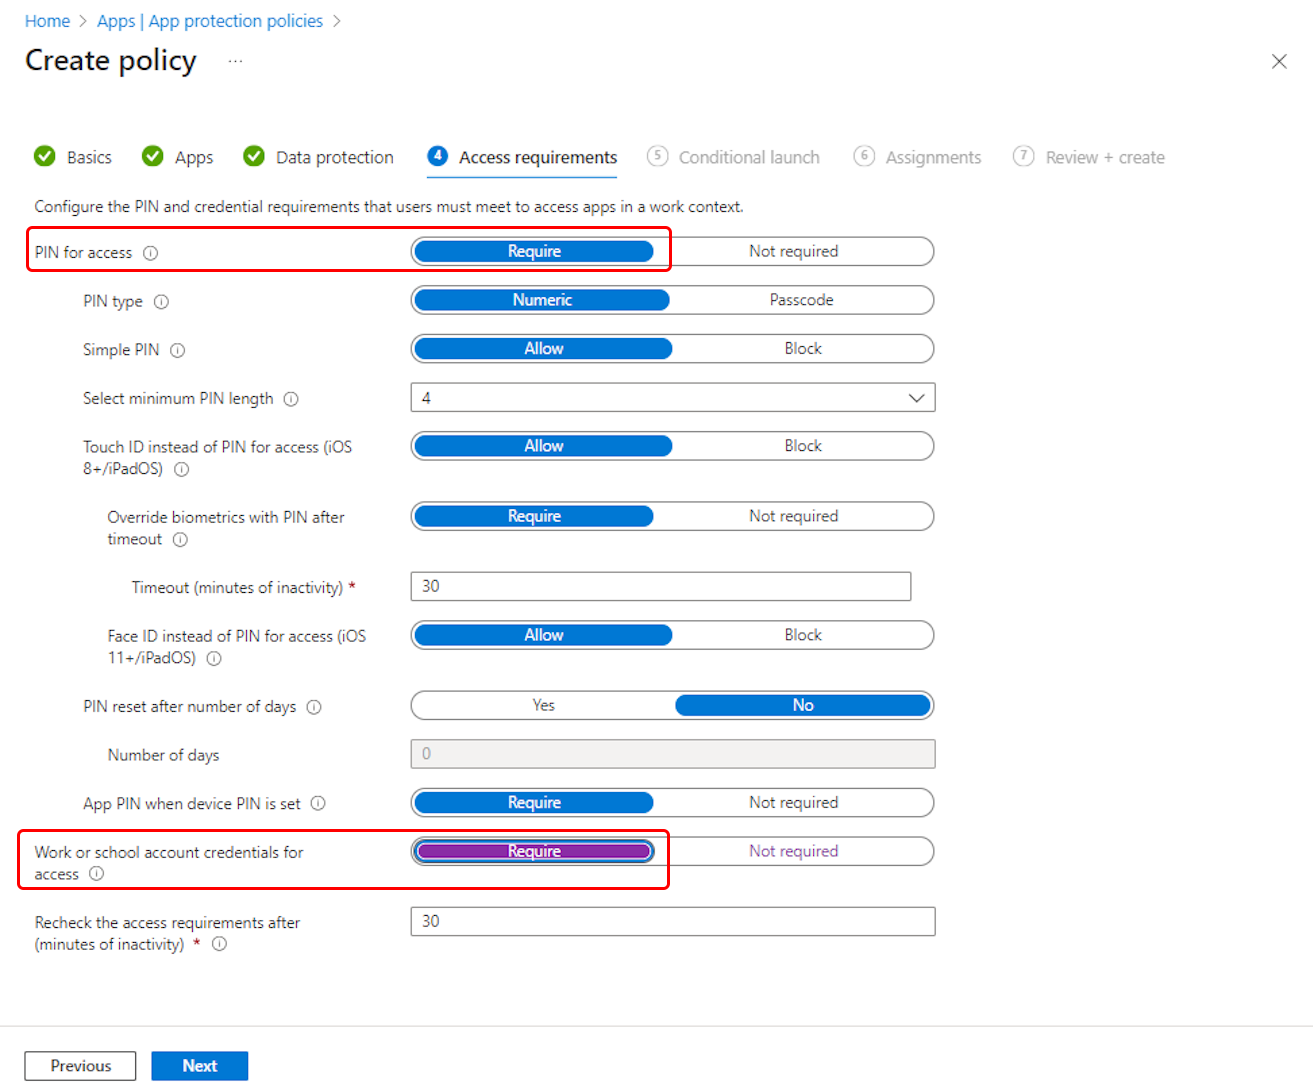 Home > Apps | App protection policies >
Create policy ...
Basics Apps Data protection 4 Access requirements 5 Conditional launch 6 Assignments 7 Review + create
Configure the PIN and credential requirements that users must meet to access apps in a work context.
PIN for access Require Not required
PIN type Numeric Passcode
Simple PIN Allow Block
Select minimum PIN length 4
Touch ID instead of PIN for access (iOS
8+/iPadOS) Allow Block
Override biometrics with PIN after
timeout Require Not required
Timeout (minutes of inactivity) * 30
Face ID instead of PIN for access (iOS
11+/iPadOS) Allow Block
PIN reset after number of days Yes No
Number of days 0
App PIN when device PIN is set Require Not required
Work or school account credentials for
access Require Not required
Recheck the access requirements after
(minutes of inactivity) * 30
Previous Next